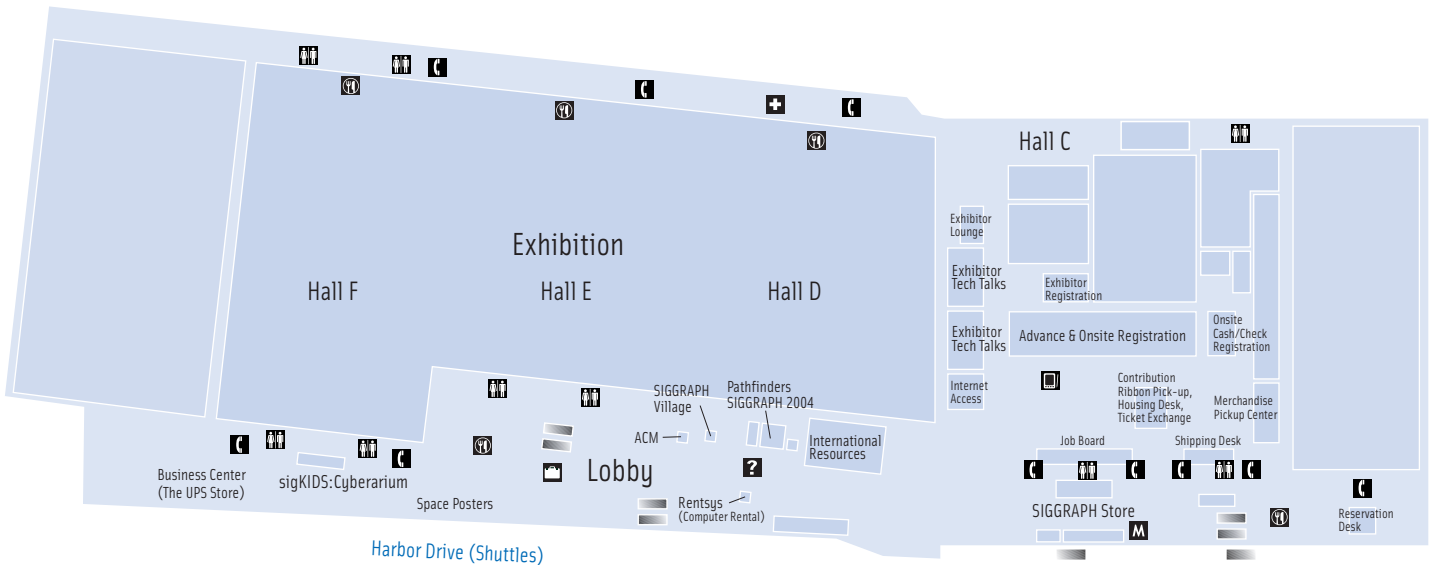 Hall C
Exhibitor
Lounge
Exhibition
Exhibitor
Tech Talks
Hall F
Hall E
Hall D
Exhibitor
Registration
Exhibitor
Tech Talks
Advance & Onsite Registration
Onsite
Cash/Check
Registration
Internet
Access
Contribution
Ribbon Pick-up,
Housing Desk,
Ticket Exchange
Merchandise
Pickup Center
SIGGRAPH
Village
Pathfinders
SIGGRAPH 2004
ACM
International
Resources
Job Board
Shipping Desk
Business Center
(The UPS Store)
sigKIDS:Cyberarium
Lobby
?
Space Posters
Rentsys
(Computer Rental)
SIGGRAPH Store
M
Reservation
Desk
Harbor Drive (Shuttles)